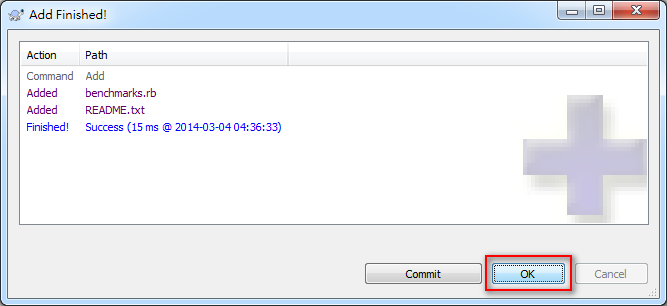 Add Finished!
Action Path
Command Add
Added benchmarks.rb
Added README.txt
Finished! Success (15 ms @ 2014-03-04 04:36:33)
Commit OK Cancel